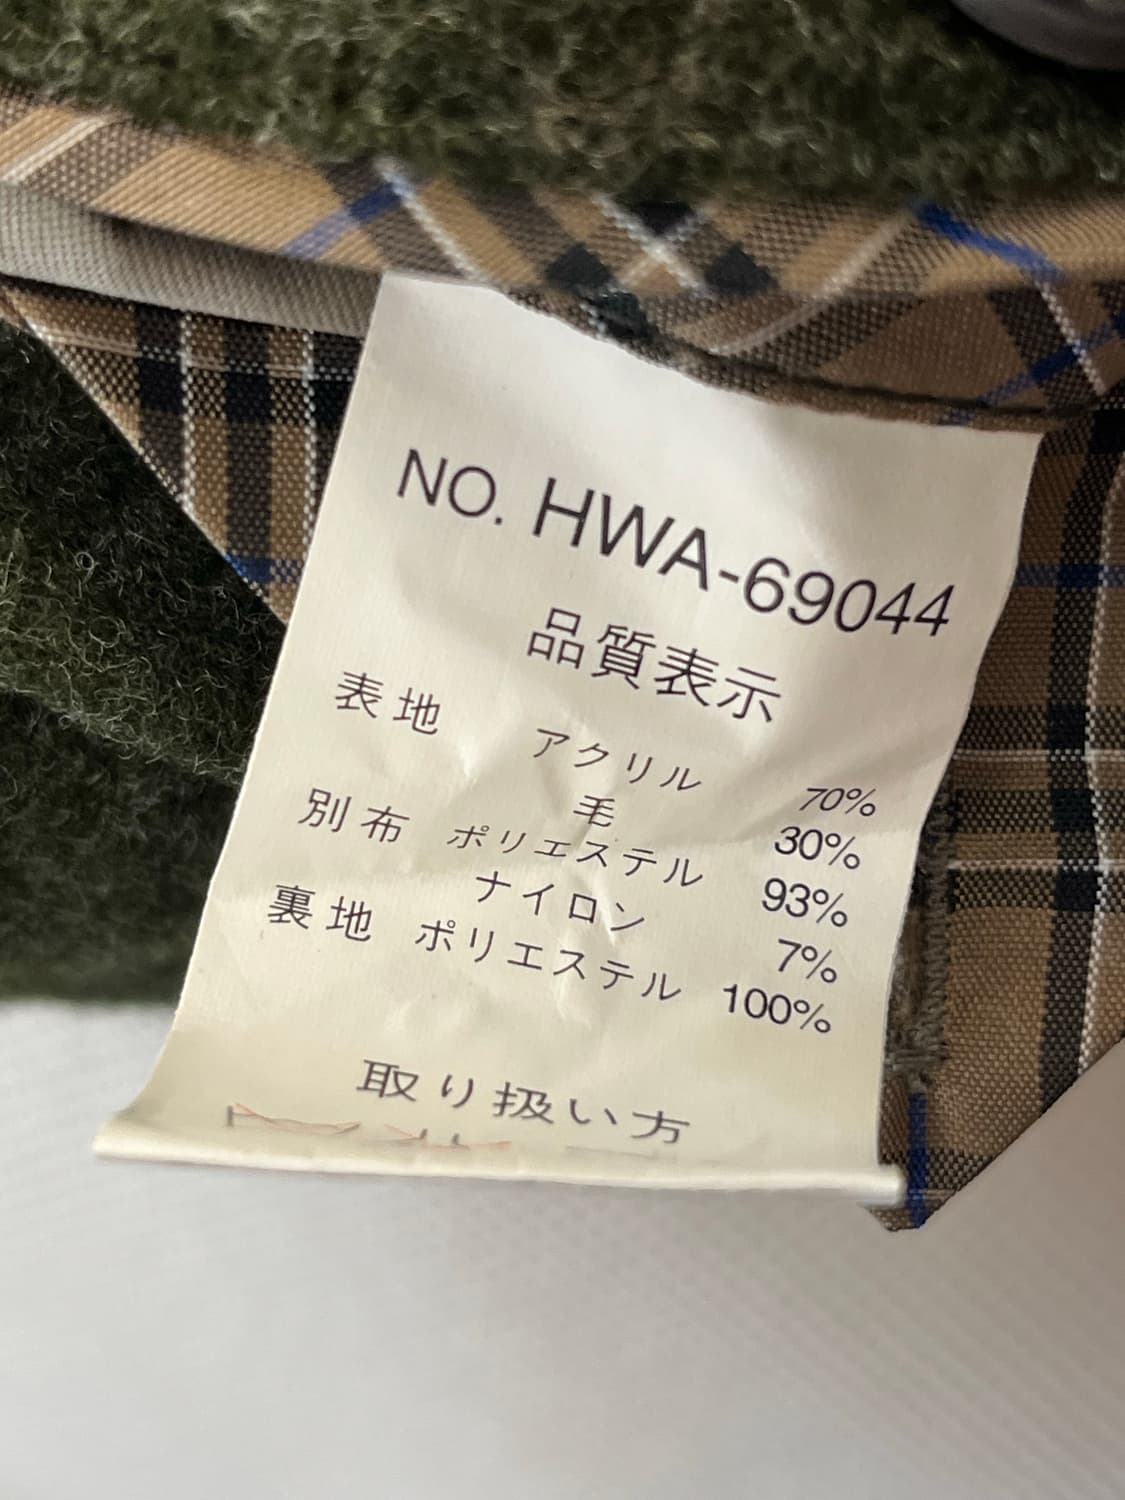 NO. HWA-69044
品質表示
表地 アクリル 70%
毛 30%
別布 ポリエステル 93%
ナイロン 7%
裏地 ポリエステル 100%
取り扱い方